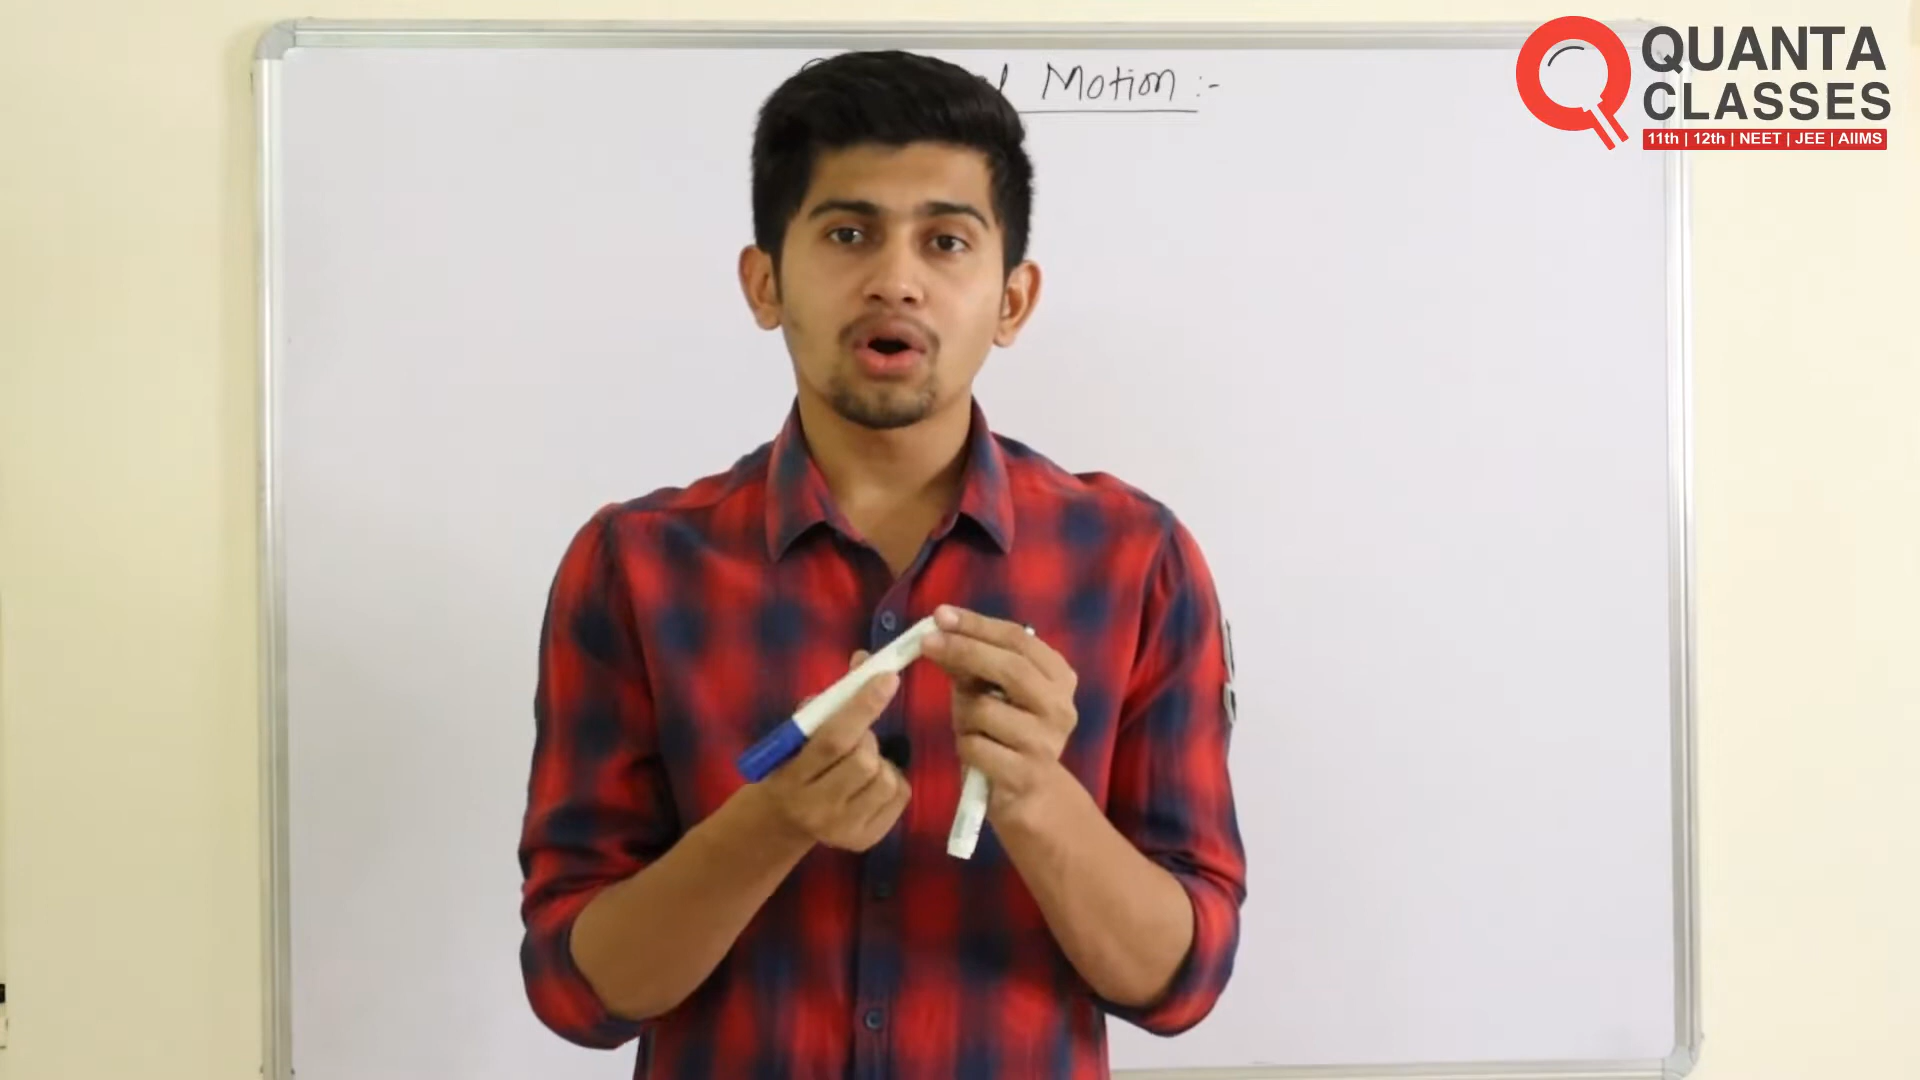 Motion :-
QUANTA
CLASSES
11th | 12th | NEET | JEE | AIIMS